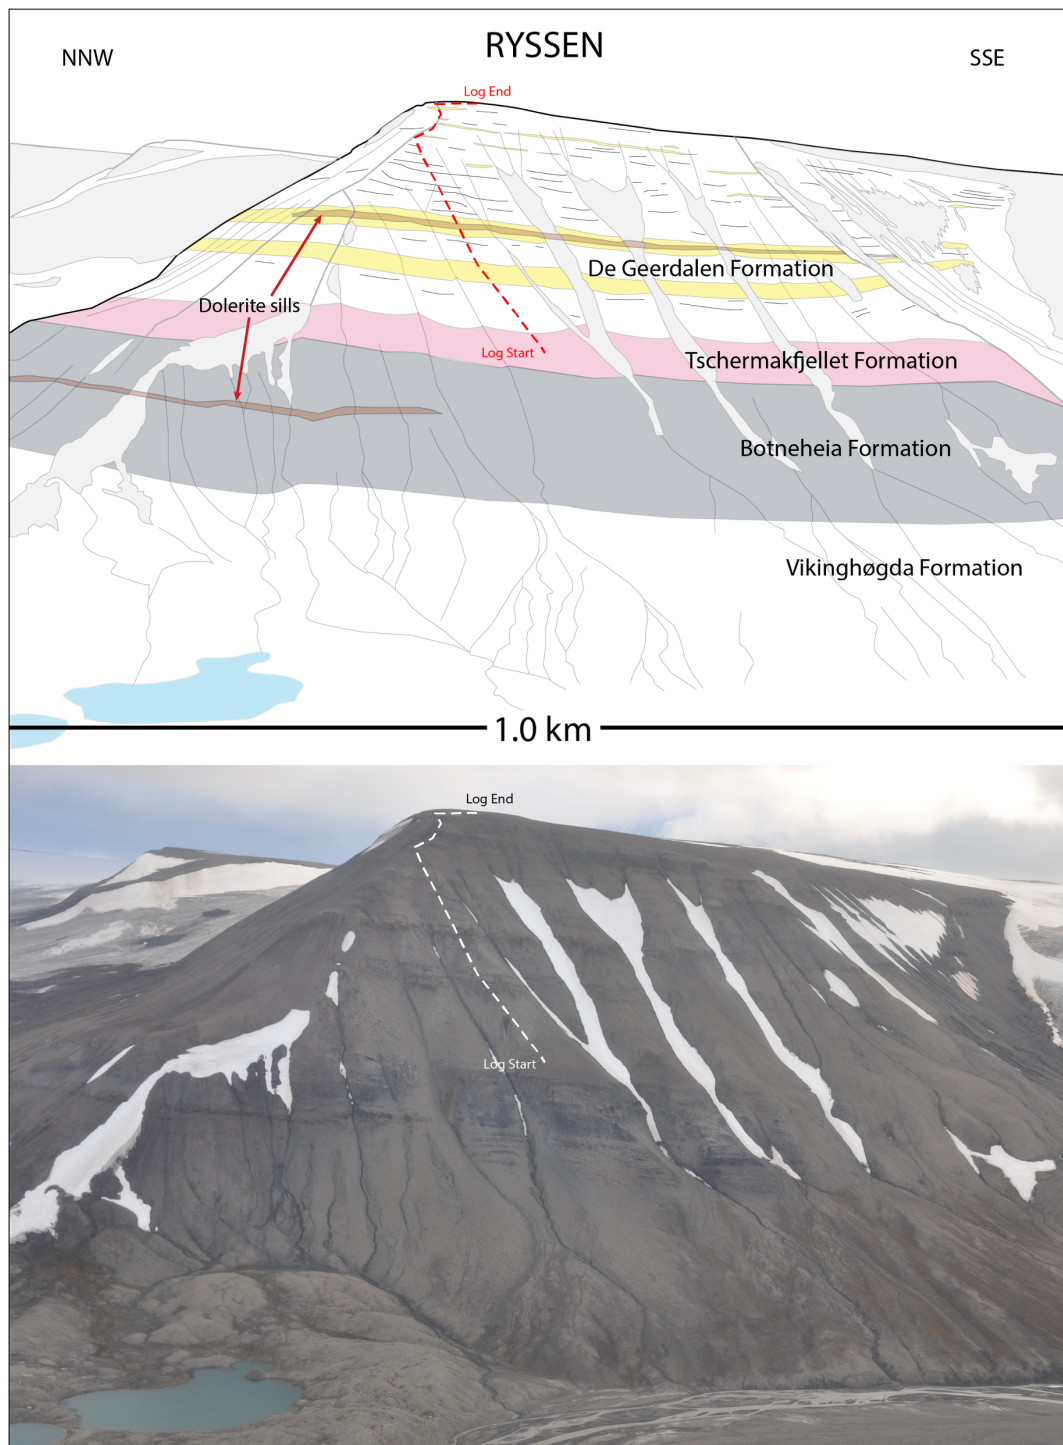 RYSSEN
NNW
SSE
Log End
De Geerdalen Formation
Dolerite sills
Log Start
Tschermakfjellet Formation
Botneheia Formation
Vikinghøgda Formation
1.0 km
Log End
Log Start